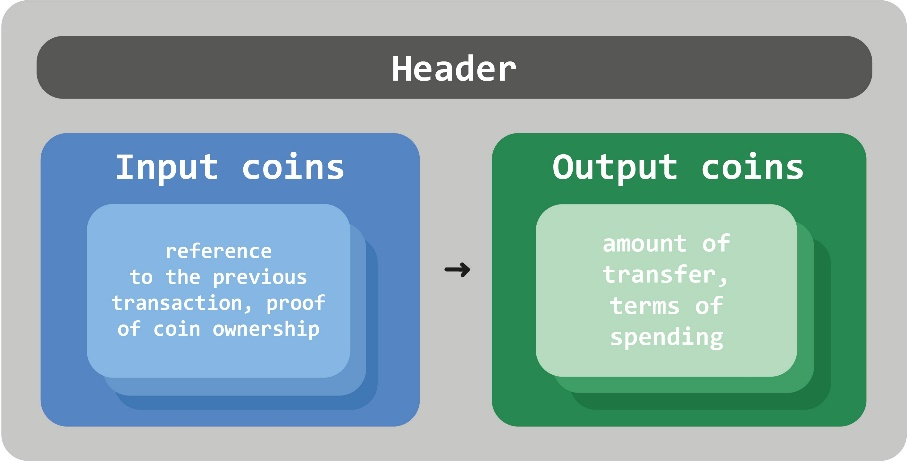 Header
Input coins
reference
to the previous
transaction, proof
of coin ownership
→
Output coins
amount of
transfer,
terms of
spending